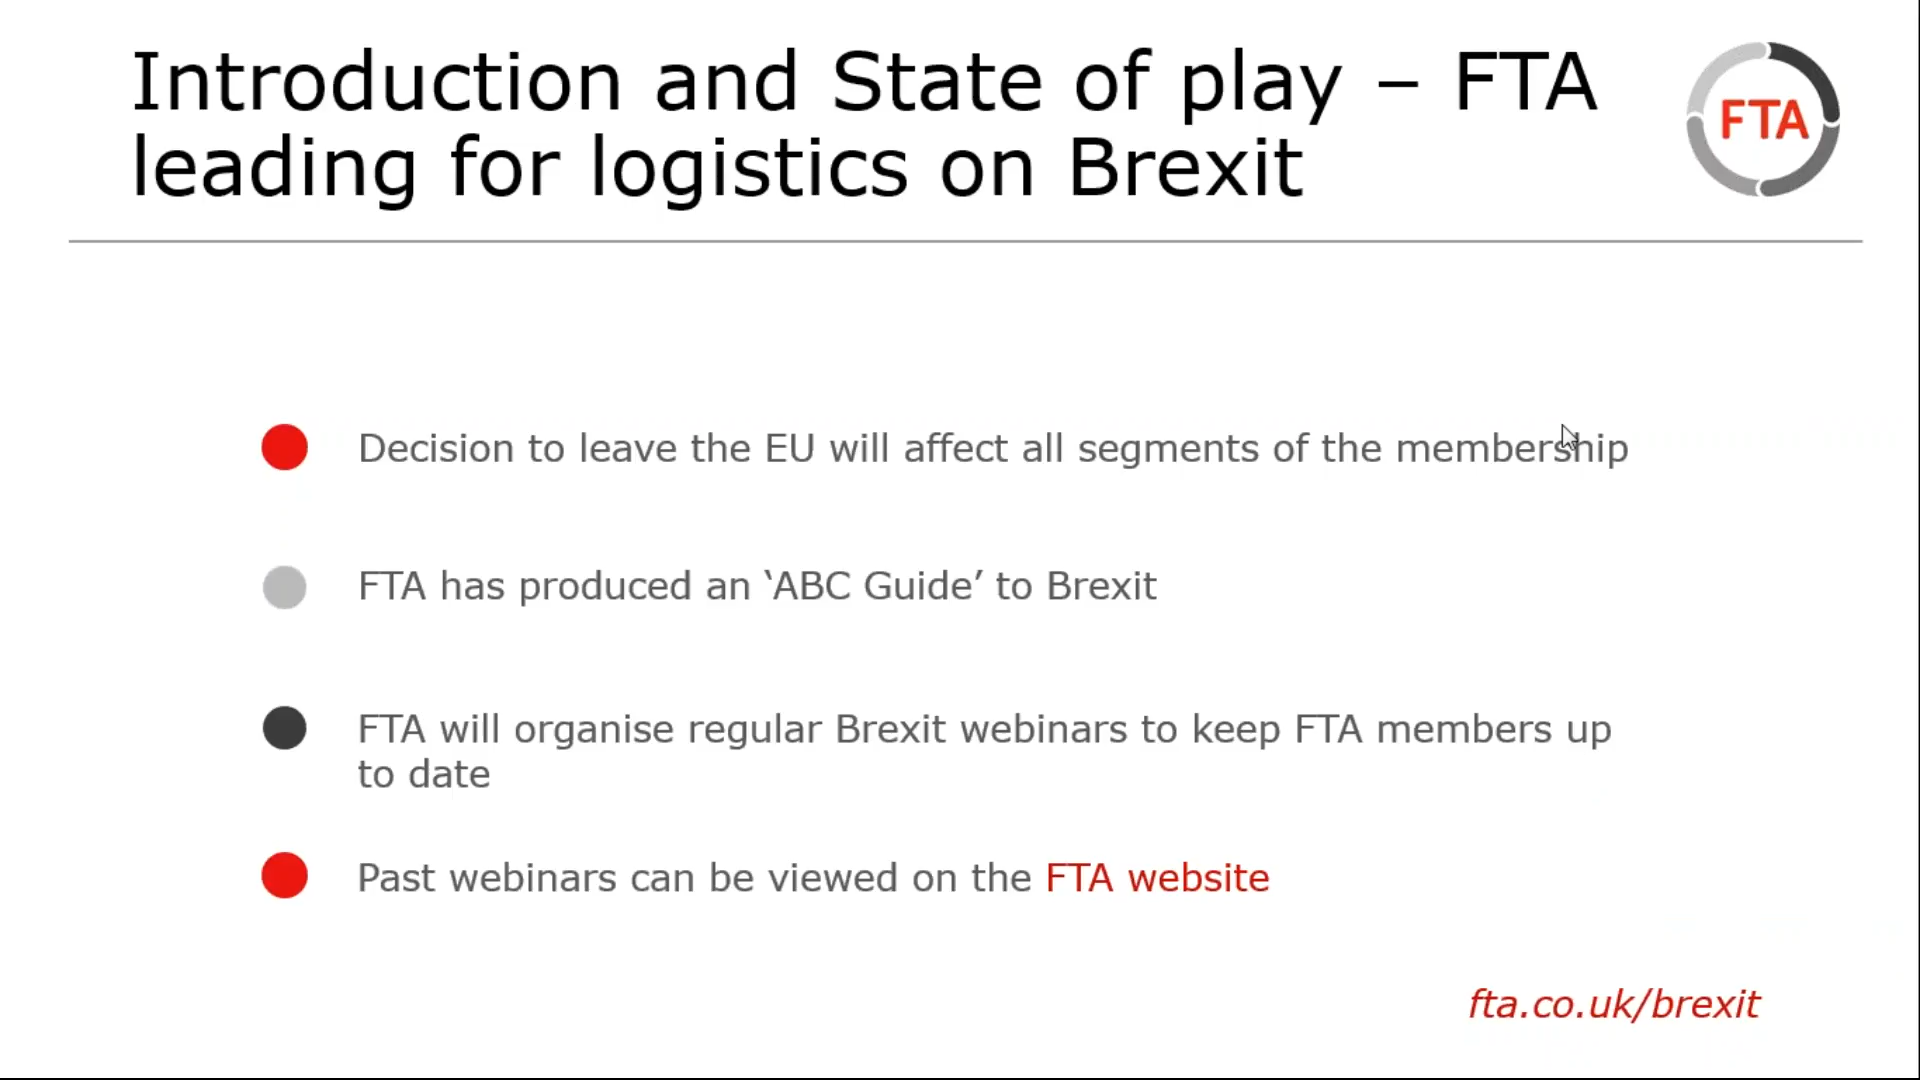 Introduction and State of play – FTA
leading for logistics on Brexit
FTA
Decision to leave the EU will affect all segments of the membership
FTA has produced an ‘ABC Guide’ to Brexit
FTA will organise regular Brexit webinars to keep FTA members up
to date
Past webinars can be viewed on the FTA website
fta.co.uk/brexit